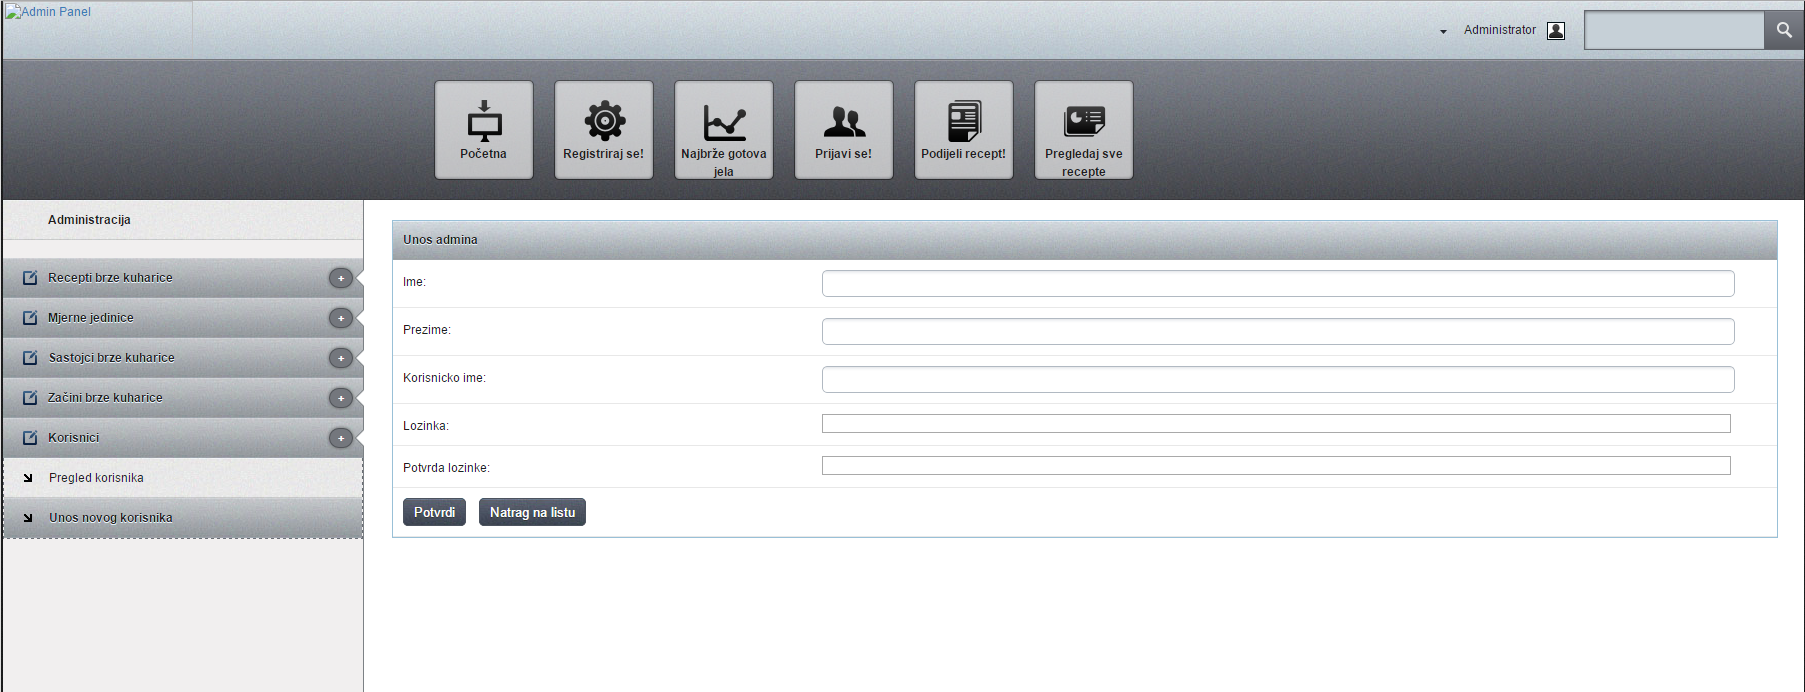 Admin Panel
Administrator
Početna
Registriraj se!
Najbrže gotova
jela
Prijavi se!
Podijeli recept!
Pregledaj sve
recepte
Administracija
Recepti brze kuharice
Mjerne jedinice
Sastojci brze kuharice
Začini brze kuharice
Korisnici
Pregled korisnika
Unos novog korisnika
Unos admina
Ime:
Prezime:
Korisnicko ime:
Lozinka:
Potvrda lozinke:
Potvrdi
Natrag na listu